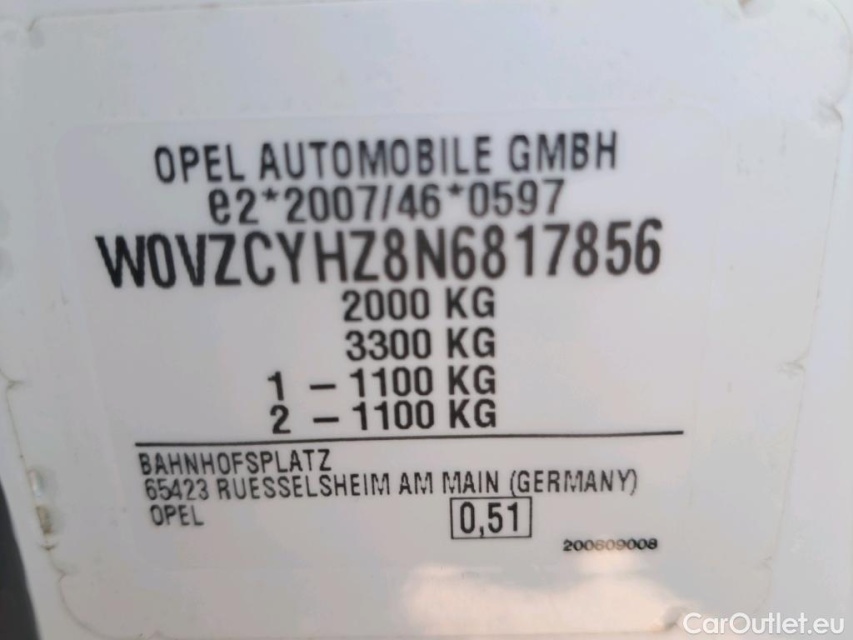 OPEL AUTOMOBILE GMBH
e2*2007/46*0597
W0VZCYHZ8N6817856
2000 KG
3300 KG
1 – 1100 KG
2 – 1100 KG
BAHNHOFSPLATZ
65423 RUESSELSHEIM AM MAIN (GERMANY)
OPEL
0,51
200609008
CarOutlet.eu